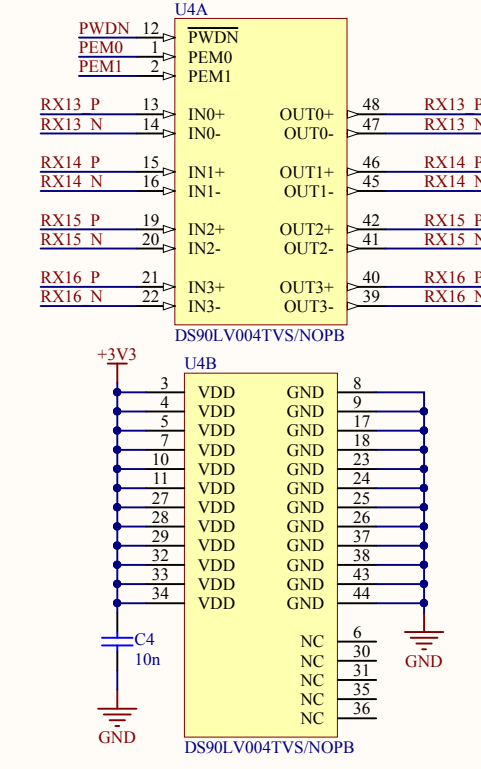 U4A
PWDN 12 PWDN
PEM0 1 PEM0
PEM1 2 PEM1
RX13_P 13 IN0+ OUT0+ 48 RX13_P
RX13_N 14 IN0- OUT0- 47 RX13_N
RX14_P 15 IN1+ OUT1+ 46 RX14_P
RX14_N 16 IN1- OUT1- 45 RX14_N
RX15_P 19 IN2+ OUT2+ 42 RX15_P
RX15_N 20 IN2- OUT2- 41 RX15_N
RX16_P 21 IN3+ OUT3+ 40 RX16_P
RX16_N 22 IN3- OUT3- 39 RX16_N
DS90LV004TVS/NOPB
+3V3
U4B
3 VDD GND 8
4 VDD GND 9
5 VDD GND 17
7 VDD GND 18
10 VDD GND 23
11 VDD GND 24
27 VDD GND 25
28 VDD GND 26
29 VDD GND 37
32 VDD GND 38
33 VDD GND 43
34 VDD GND 44
C4
10n
NC 6
NC 30
NC 31
NC 35
NC 36
GND
GND
DS90LV004TVS/NOPB